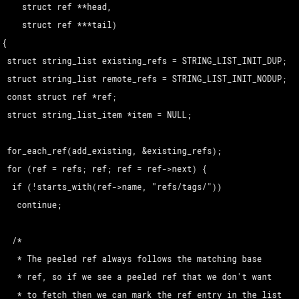 struct ref **head,
struct ref ***tail)
{
struct string_list existing_refs = STRING_LIST_INIT_DUP;
struct string_list remote_refs = STRING_LIST_INIT_NODUP;
const struct ref *ref;
struct string_list_item *item = NULL;

for_each_ref(add_existing, &existing_refs);
for (ref = refs; ref; ref = ref->next) {
if (!starts_with(ref->name, "refs/tags/"))
continue;

/*
* The peeled ref always follows the matching base
* ref, so if we see a peeled ref that we don't want
* to fetch then we can mark the ref entry in the list